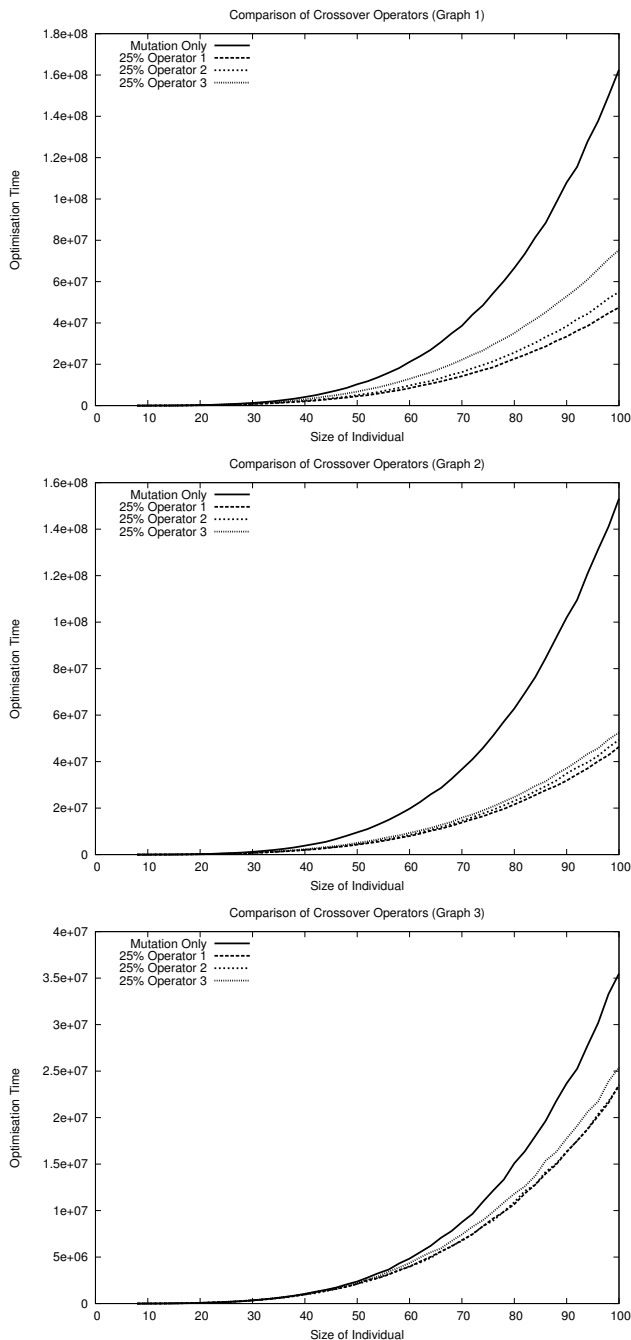 Comparison of Crossover Operators (Graph 1)
1.8e+08
Mutation Only
25% Operator 1
25% Operator 2
25% Operator 3
1.6e+08
1.4e+08
1.2e+08
1e+08
8e+07
6e+07
4e+07
2e+07
0
Optimisation Time
0 10 20 30 40 50 60 70 80 90 100
Size of Individual
Comparison of Crossover Operators (Graph 2)
1.6e+08
Mutation Only
25% Operator 1
25% Operator 2
25% Operator 3
1.4e+08
1.2e+08
1e+08
8e+07
6e+07
4e+07
2e+07
0
Optimisation Time
0 10 20 30 40 50 60 70 80 90 100
Size of Individual
Comparison of Crossover Operators (Graph 3)
4e+07
Mutation Only
25% Operator 1
25% Operator 2
25% Operator 3
3.5e+07
3e+07
2.5e+07
2e+07
1.5e+07
1e+07
5e+06
0
Optimisation Time
0 10 20 30 40 50 60 70 80 90 100
Size of Individual